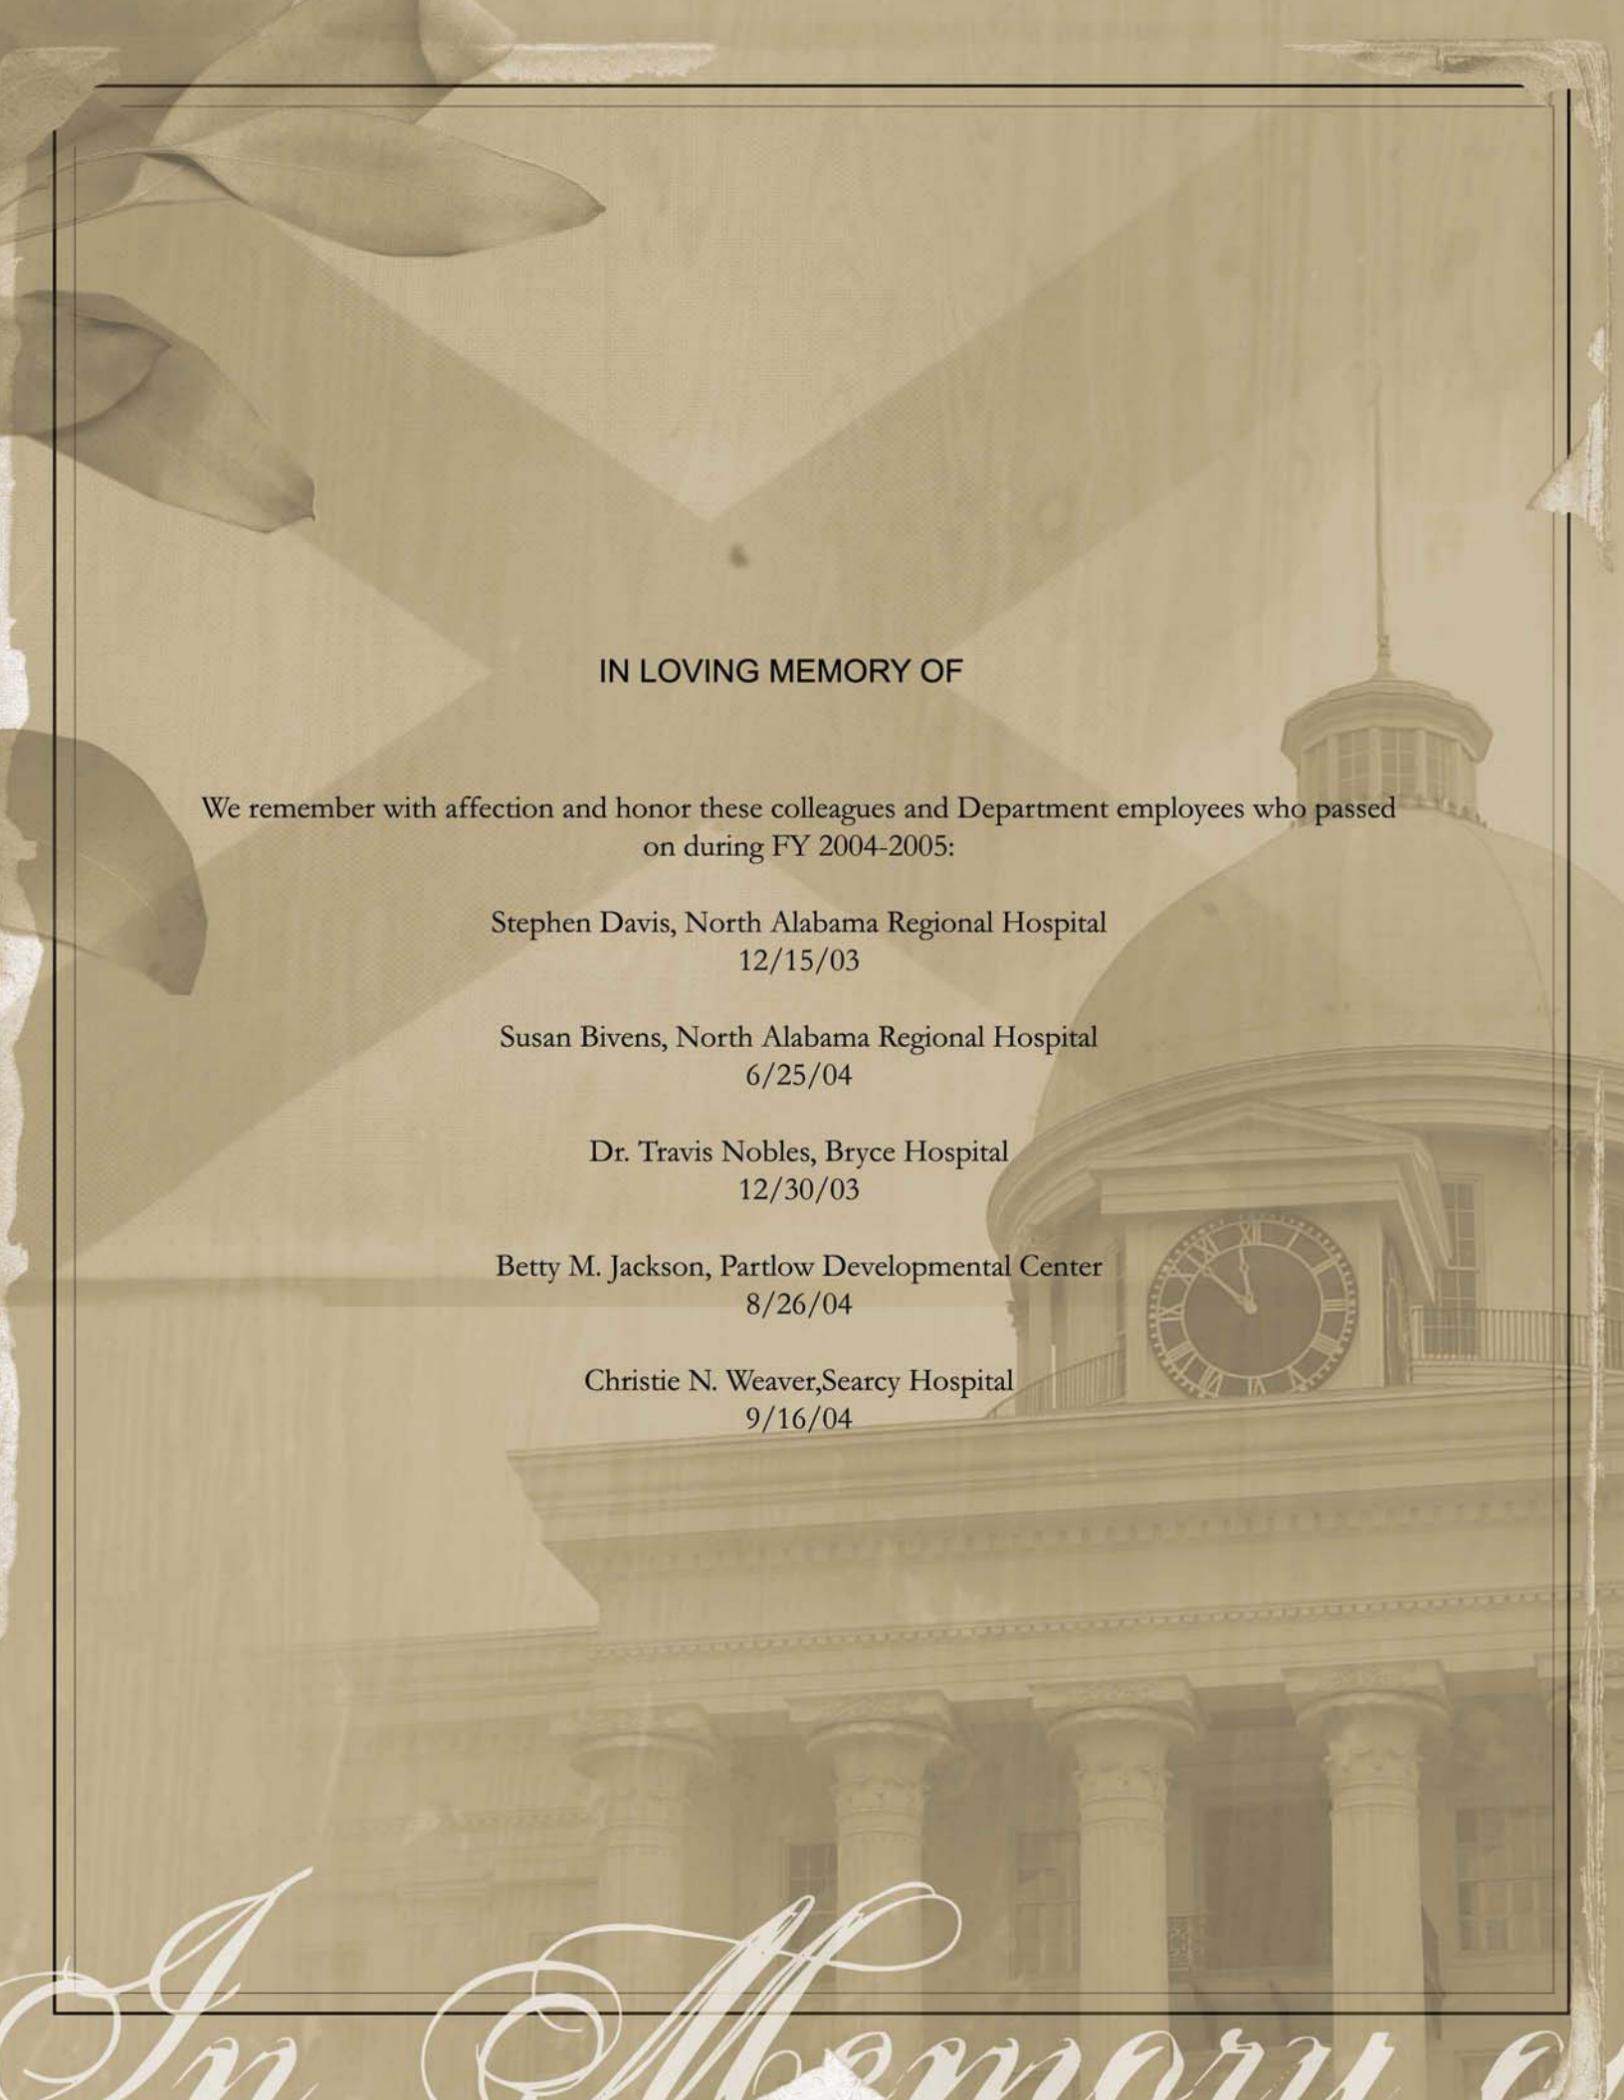 IN LOVING MEMORY OF
We remember with affection and honor these colleagues and Department employees who passed
on during FY 2004-2005:
Stephen Davis, North Alabama Regional Hospital
12/15/03
Susan Bivens, North Alabama Regional Hospital
6/25/04
Dr. Travis Nobles, Bryce Hospital
12/30/03
Betty M. Jackson, Partlow Developmental Center
8/26/04
Christie N. Weaver,Searcy Hospital
9/16/04
In Memory o